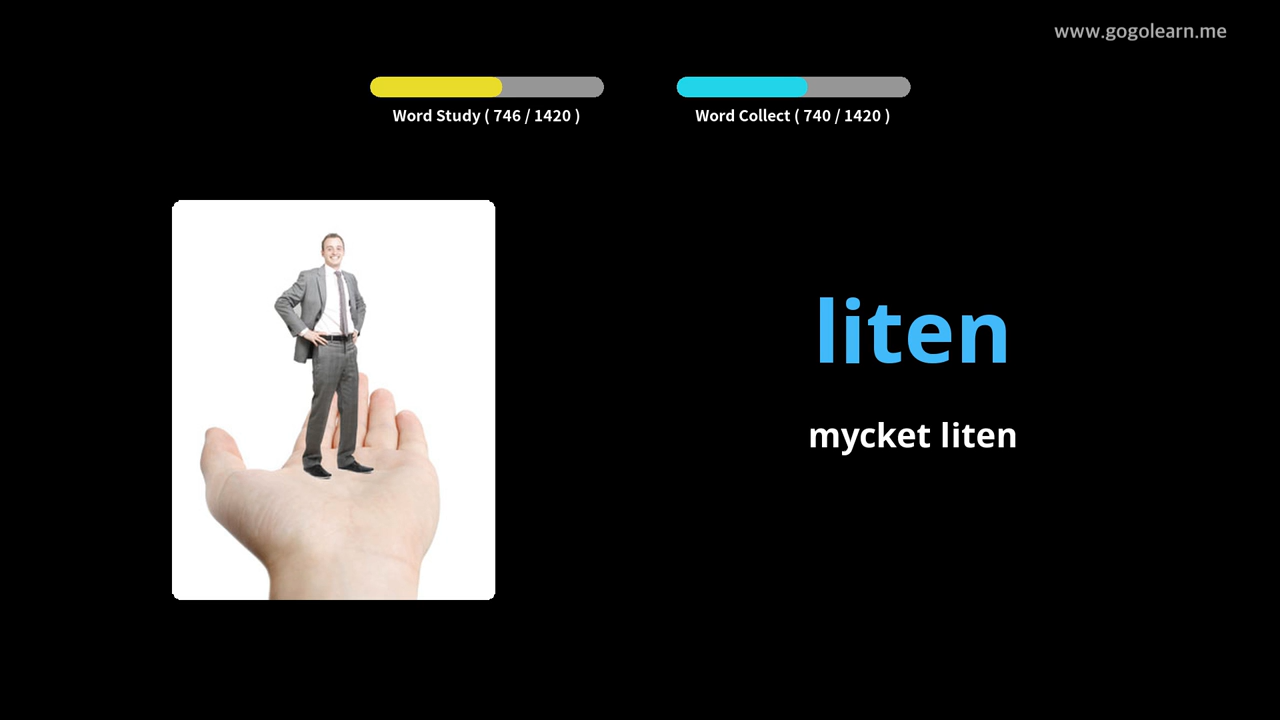 www.gogolearn.me
Word Study ( 746 / 1420 )
Word Collect ( 740 / 1420 )
liten
mycket liten